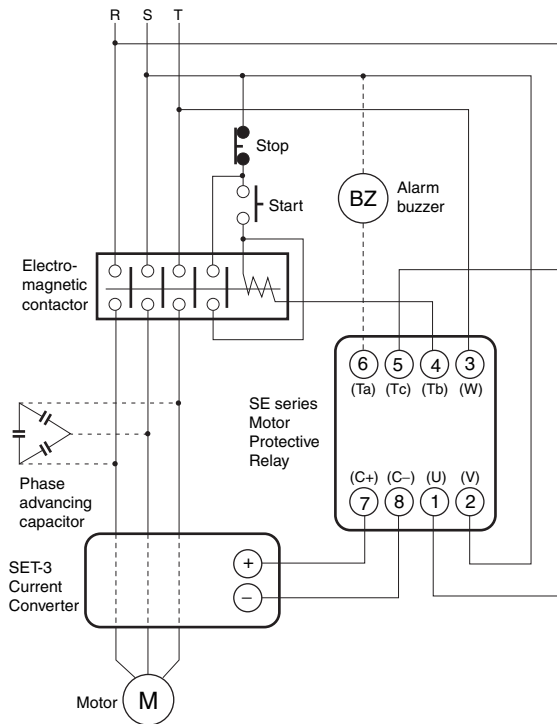 R S T
Stop
Start
BZ
Alarm
buzzer
Electro-
magnetic
contactor
6 5 4 3
(Ta) (Tc) (Tb) (W)
SE series
Motor
Protective
Relay
(C+) (C−) (U) (V)
7 8 1 2
Phase
advancing
capacitor
SET-3
Current
Converter
+
−
Motor
M